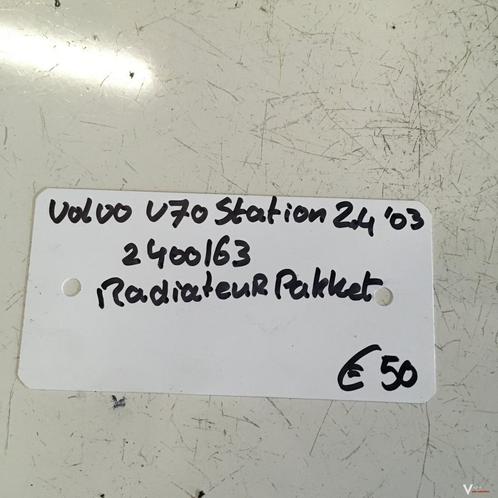 Volvo V70 Station 2.4 '03
2400163
Radiateur Pakket
€ 50